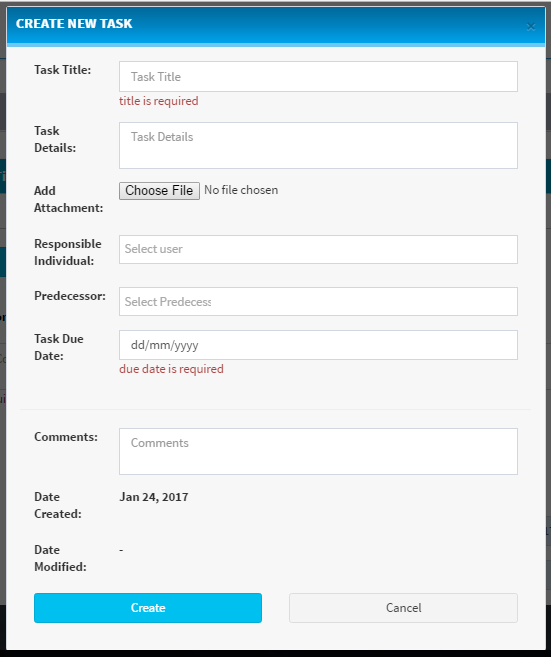 CREATE NEW TASK ×
Task Title: Task Title
title is required
Task Details: Task Details
Add Attachment: Choose File No file chosen
Responsible Individual: Select user
Predecessor: Select Predecess
Task Due Date: dd/mm/yyyy
due date is required
Comments: Comments
Date Created: Jan 24, 2017
Date Modified: -
Create Cancel